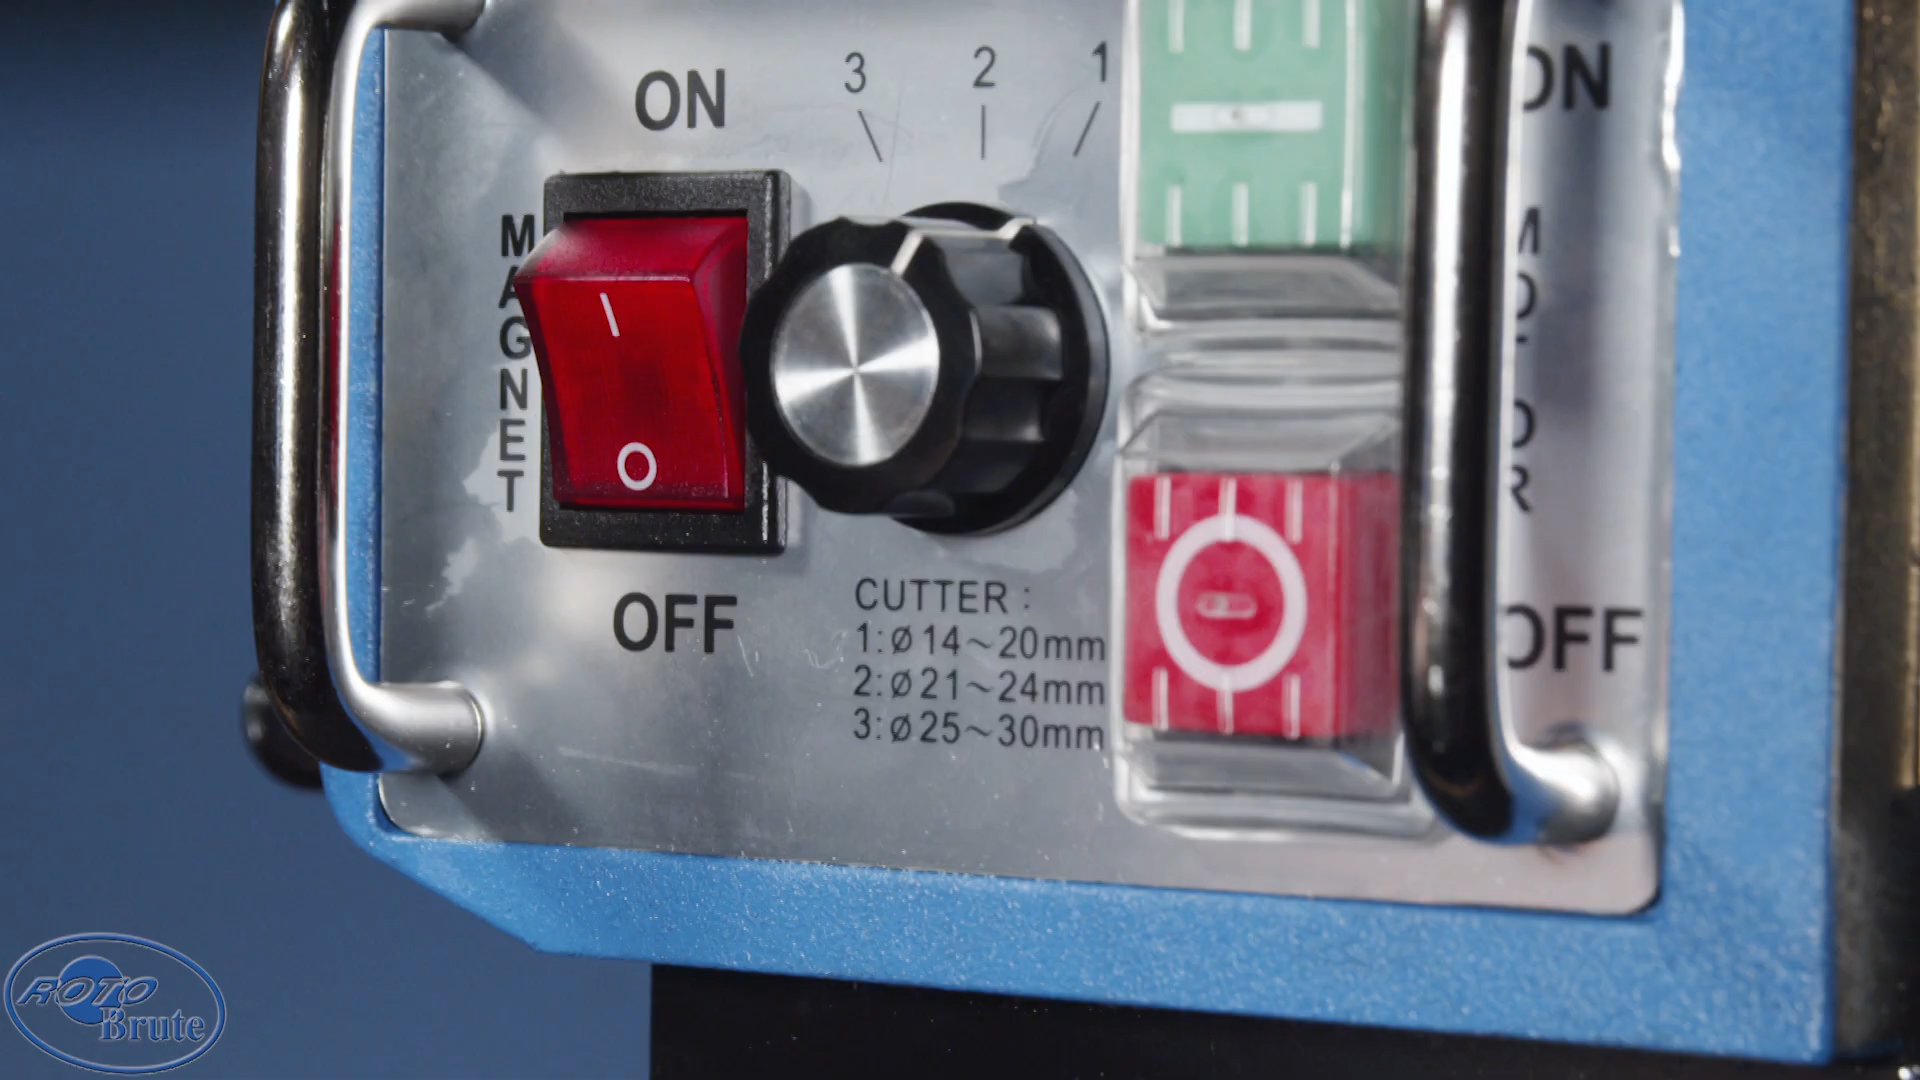 ON
3 2 1
ON
MAGNET
I
O
OFF
CUTTER :
1:Ø14~20mm
2:Ø21~24mm
3:Ø25~30mm
OFF
ROTO
Brute